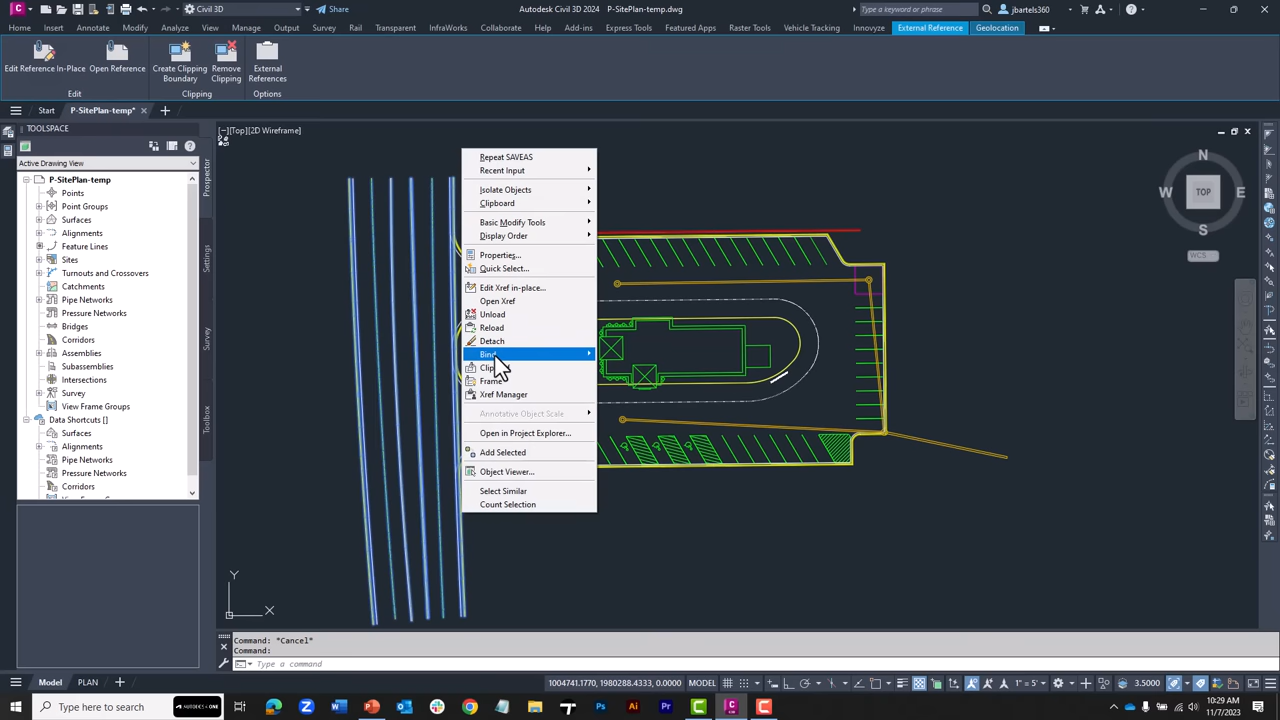 Civil 3D
Share
Autodesk Civil 3D 2024 P-SitePlan-temp.dwg
Type a keyword or phrase
jbartels360
Home Insert Annotate Modify Analyze View Manage Output Survey Rail Transparent InfraWorks Collaborate Help Add-ins Express Tools Featured Apps Raster Tools Vehicle Tracking Innovyze External Reference Geolocation
Edit Reference In-Place Open Reference Create Clipping Boundary Remove Clipping External References
Edit Clipping Options
Start P-SitePlan-temp*
TOOLSPACE
[−][Top][2D Wireframe]
Active Drawing View
P-SitePlan-temp
Points
Point Groups
Surfaces
Alignments
Feature Lines
Sites
Turnouts and Crossovers
Catchments
Pipe Networks
Pressure Networks
Bridges
Corridors
Assemblies
Subassemblies
Intersections
Survey
View Frame Groups
Data Shortcuts []
Surfaces
Alignments
Pipe Networks
Pressure Networks
Corridors
Prospector
Settings
Survey
Toolbox
Repeat SAVEAS
Recent Input
Isolate Objects
Clipboard
Basic Modify Tools
Display Order
Properties...
Quick Select...
Edit Xref in-place...
Open Xref
Unload
Reload
Detach
Bind
Clip
Frame
Xref Manager
Annotative Object Scale
Open in Project Explorer...
Add Selected
Object Viewer...
Select Similar
Count Selection
N
W TOP E
S
WCS
Y
X
Command: *Cancel*
Command:
Type a command
Model PLAN
1004741.1770, 1980288.4333, 0.0000 MODEL
1" = 5'
3.5000
Type here to search
10:29 AM
11/7/2023